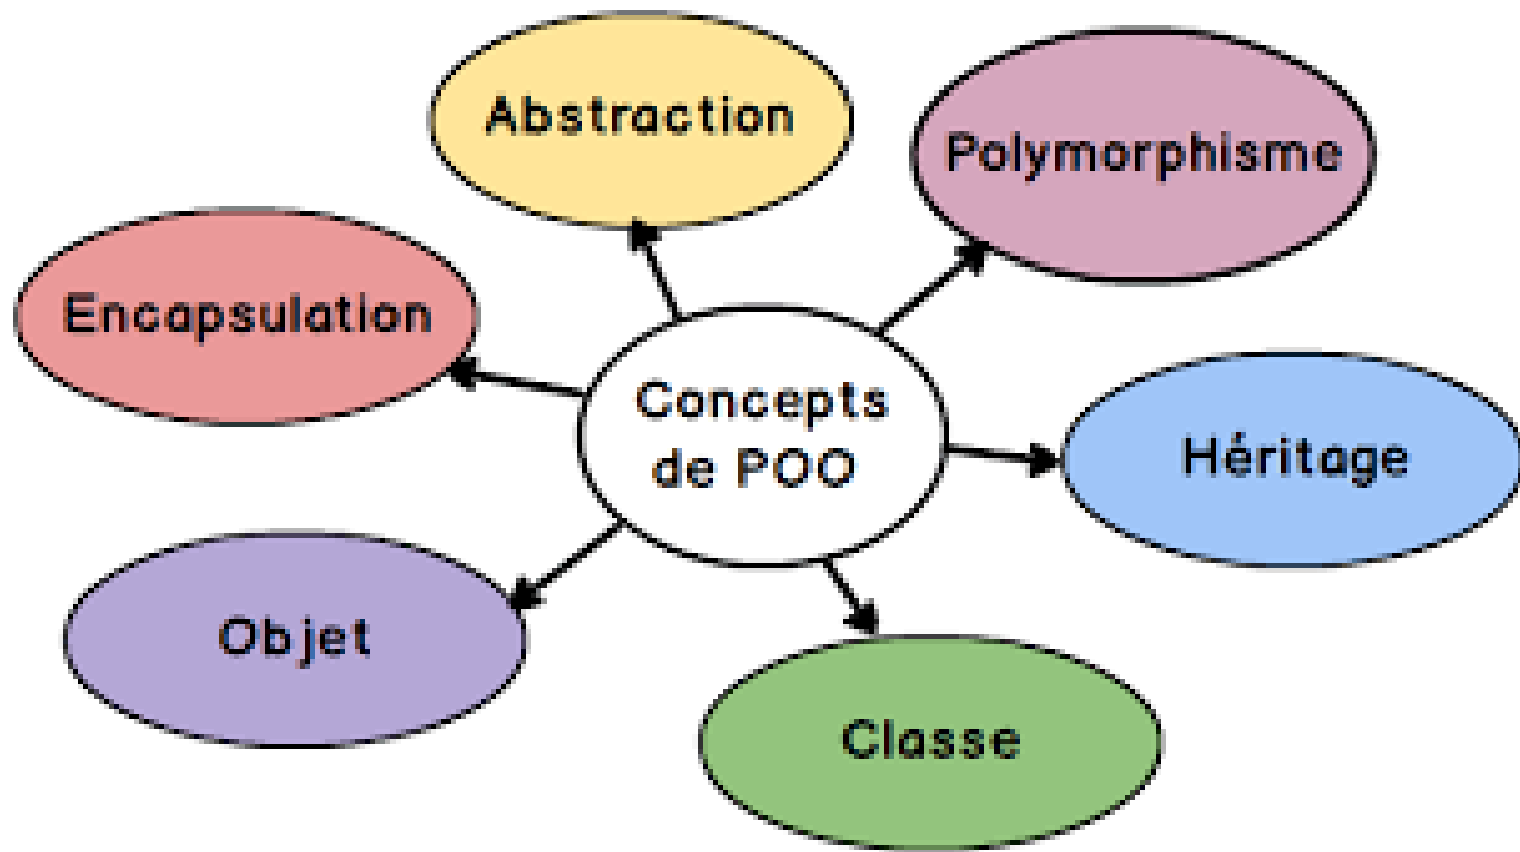 Abstraction
Polymorphisme
Encapsulation
Concepts
de POO
Héritage
Objet
Classe